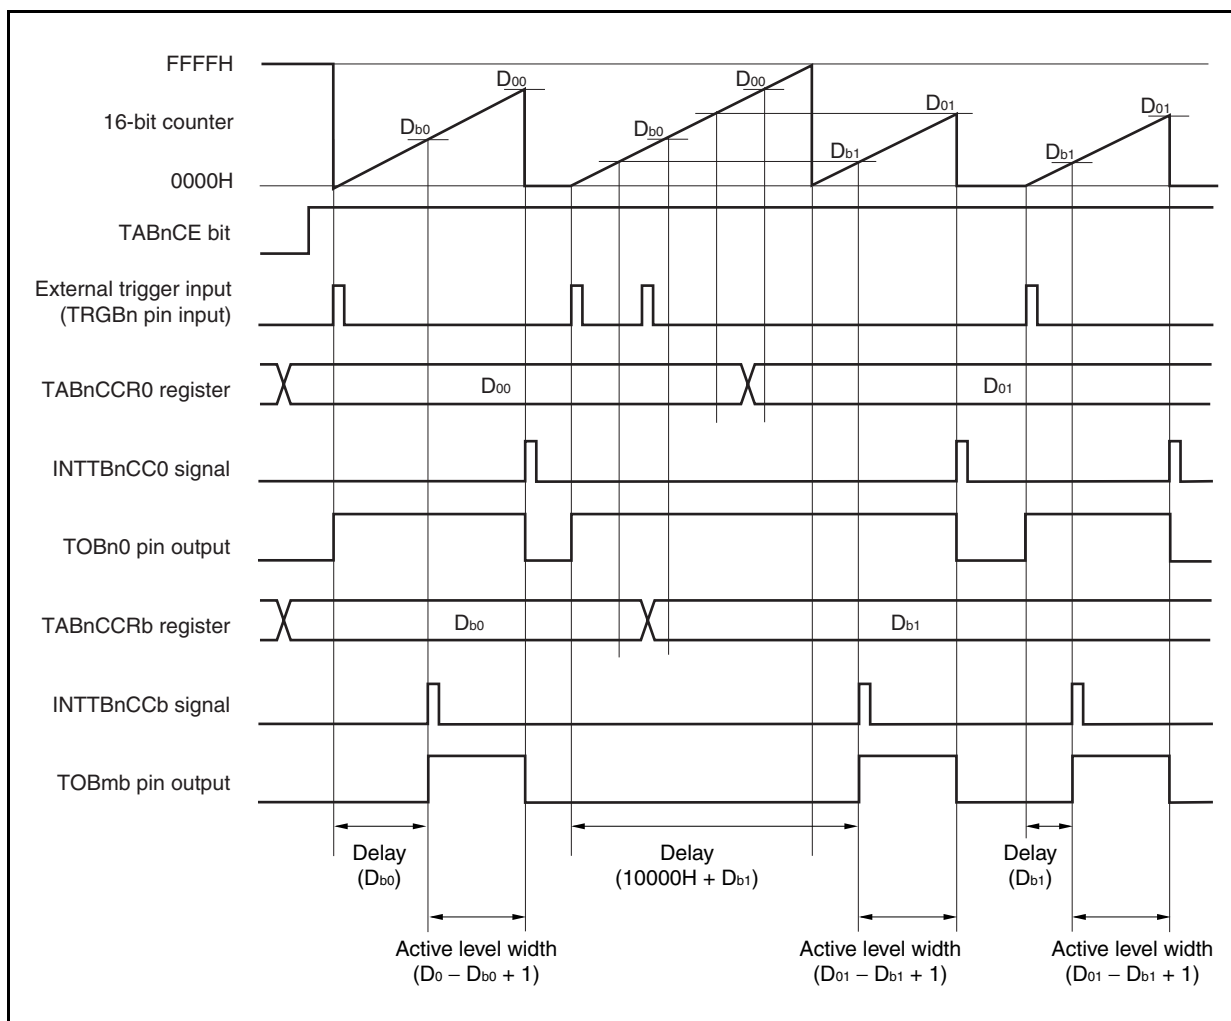 FFFFH
D00
D00
16-bit counter
Db0
Db0
D01
D01
Db1
Db1
0000H
TABnCE bit
External trigger input
(TRGBn pin input)
TABnCCR0 register
D00
D01
INTTBnCC0 signal
TOBn0 pin output
TABnCCRb register
Db0
Db1
INTTBnCCb signal
TOBmb pin output
Delay
(Db0)
Delay
(10000H + Db1)
Delay
(Db1)
Active level width
(D0 − Db0 + 1)
Active level width
(D01 − Db1 + 1)
Active level width
(D01 − Db1 + 1)